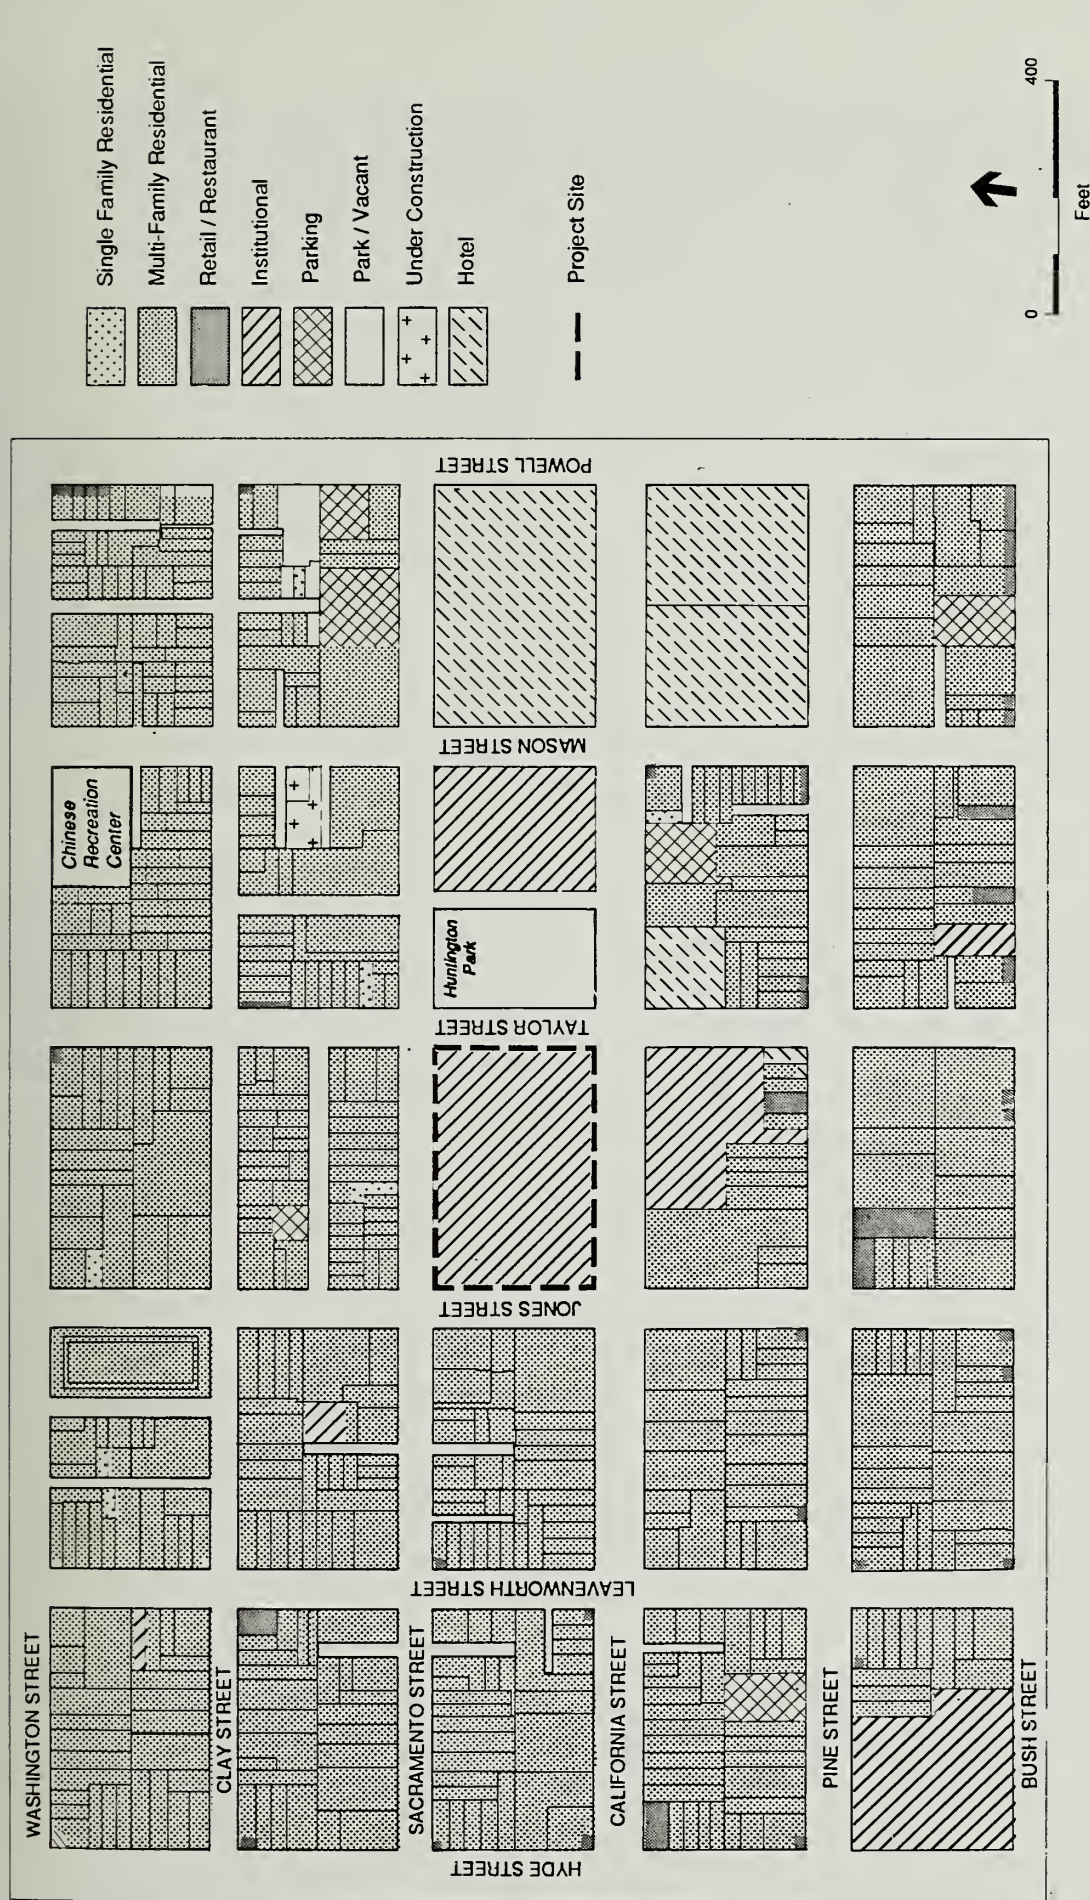 Single Family Residential
Multi-Family Residential
Retail / Restaurant
Institutional
Parking
Park / Vacant
Under Construction
Hotel
Project Site
0
400
Feet
WASHINGTON STREET
CLAY STREET
SACRAMENTO STREET
CALIFORNIA STREET
PINE STREET
BUSH STREET
HYDE STREET
LEAVENWORTH STREET
JONES STREET
TAYLOR STREET
MASON STREET
POWELL STREET
Chinese
Recreation
Center
Huntington
Park